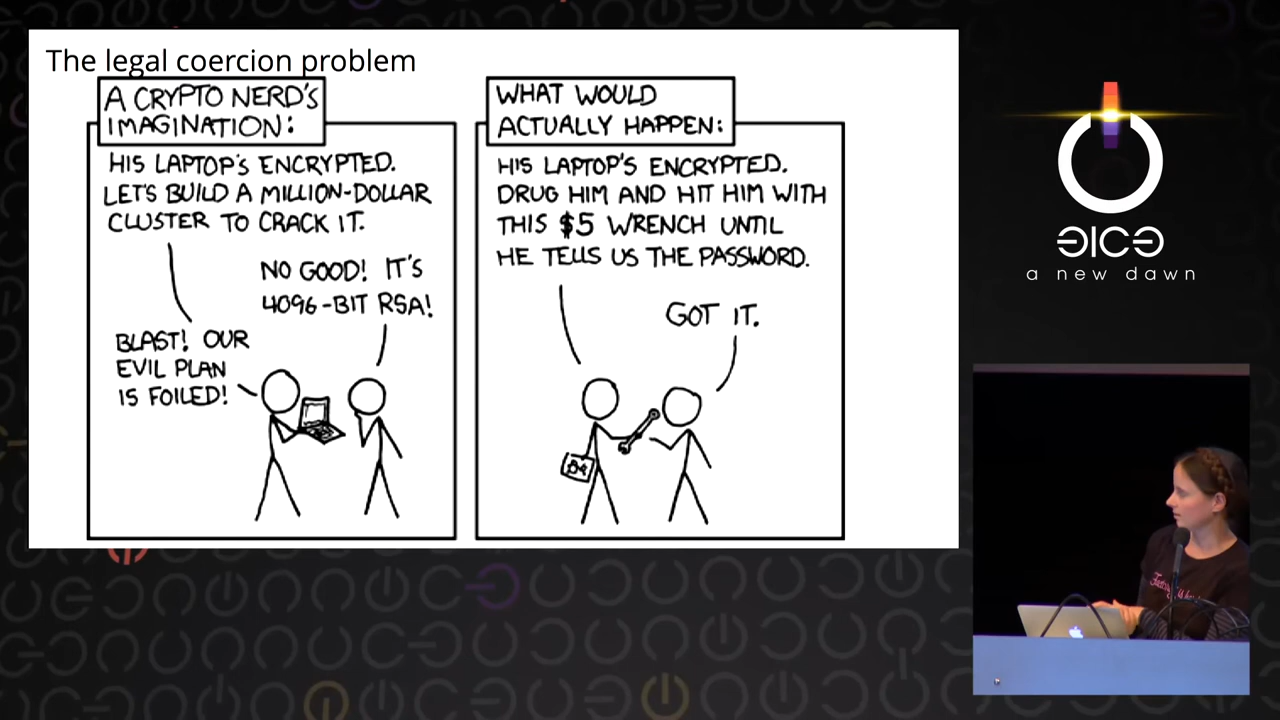 The legal coercion problem
A CRYPTO NERD'S
IMAGINATION:
HIS LAPTOP'S ENCRYPTED.
LET'S BUILD A MILLION-DOLLAR
CLUSTER TO CRACK IT.
NO GOOD! IT'S
4096-BIT RSA!
BLAST! OUR
EVIL PLAN
IS FOILED!
WHAT WOULD
ACTUALLY HAPPEN:
HIS LAPTOP'S ENCRYPTED.
DRUG HIM AND HIT HIM WITH
THIS $5 WRENCH UNTIL
HE TELLS US THE PASSWORD.
GOT IT.
a new dawn